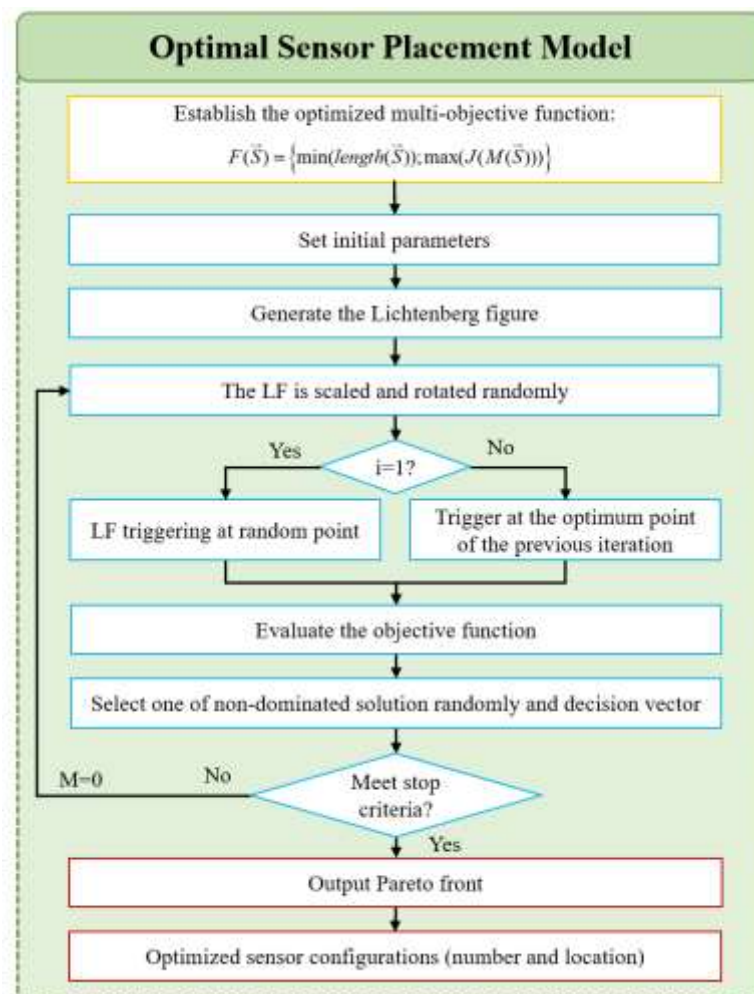 Optimal Sensor Placement Model
Establish the optimized multi-objective function:
F(S⃗) = {min(length(S⃗));max(J(M(S⃗)))}
Set initial parameters
Generate the Lichtenberg figure
The LF is scaled and rotated randomly
Yes
i=1?
No
LF triggering at random point
Trigger at the optimum point
of the previous iteration
Evaluate the objective function
Select one of non-dominated solution randomly and decision vector
M=0
No
Meet stop
criteria?
Yes
Output Pareto front
Optimized sensor configurations (number and location)